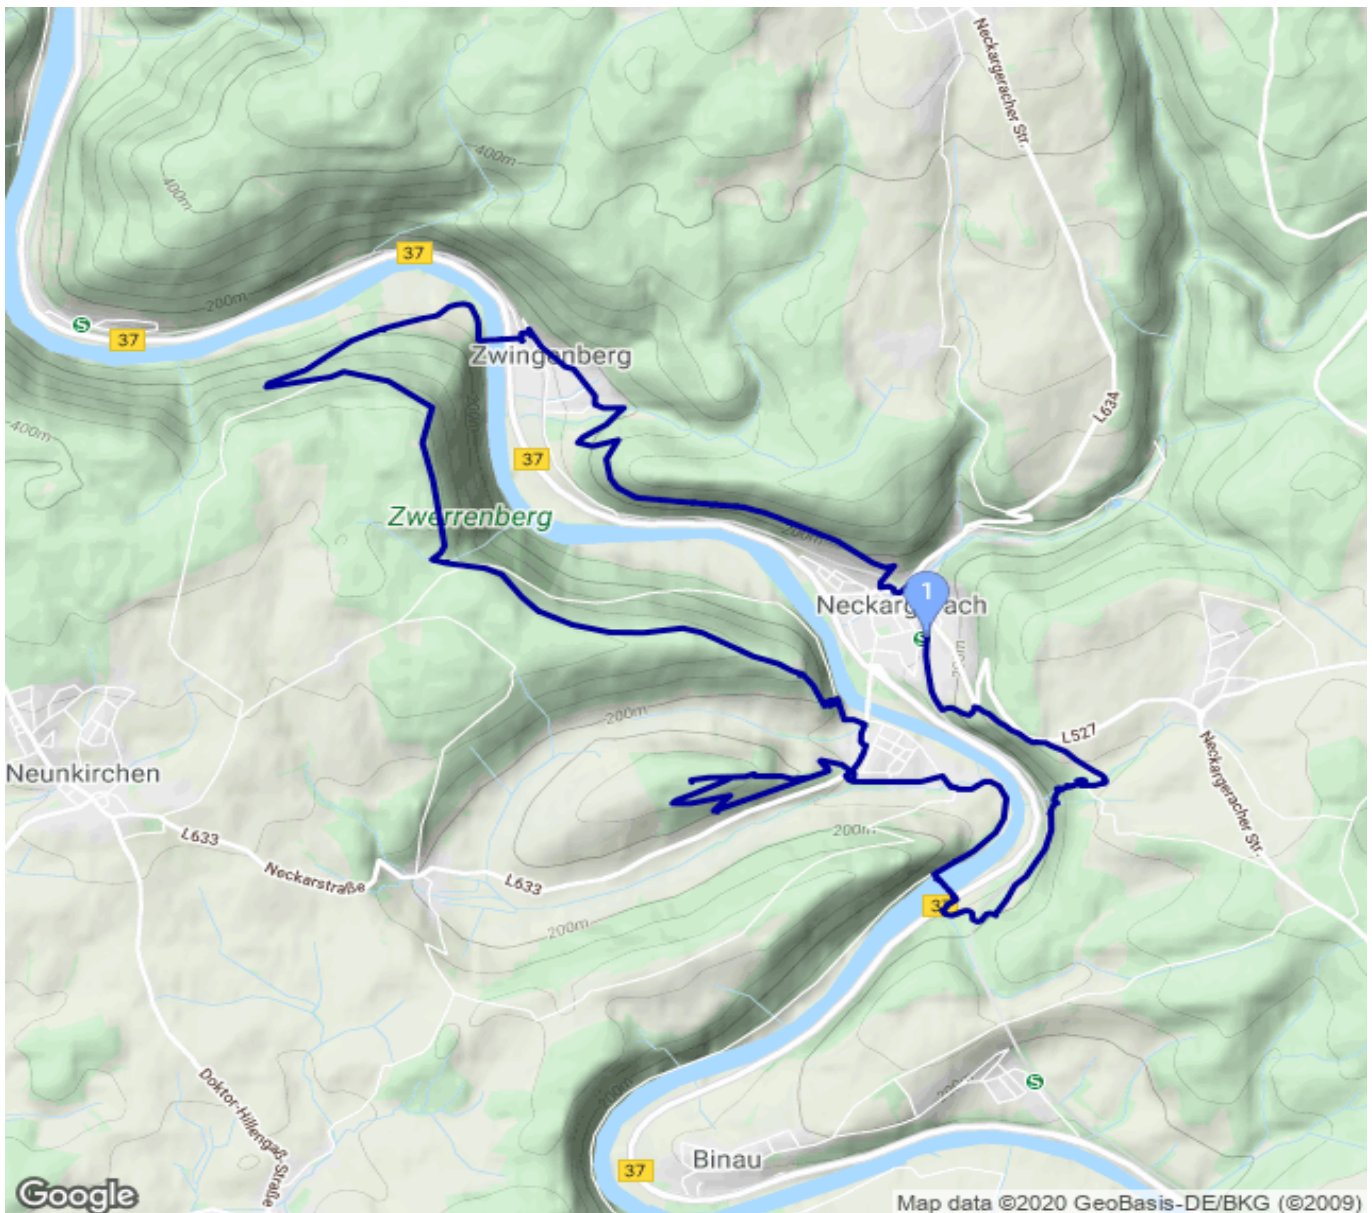 Neckargeracher Str.
400m
400m
37
200m
S
37
Zwingenberg
L634
400m
37
Zwerrenberg
200m
1
Neckargerach
S
200m
L527
Neckargeracher Str.
Neunkirchen
L633
200m
Neckarstraße
L633
37
200m
Doktor-Hillengaß-Straße
200m
200m
S
Binau
37
Google
Map data ©2020 GeoBasis-DE/BKG (©2009)